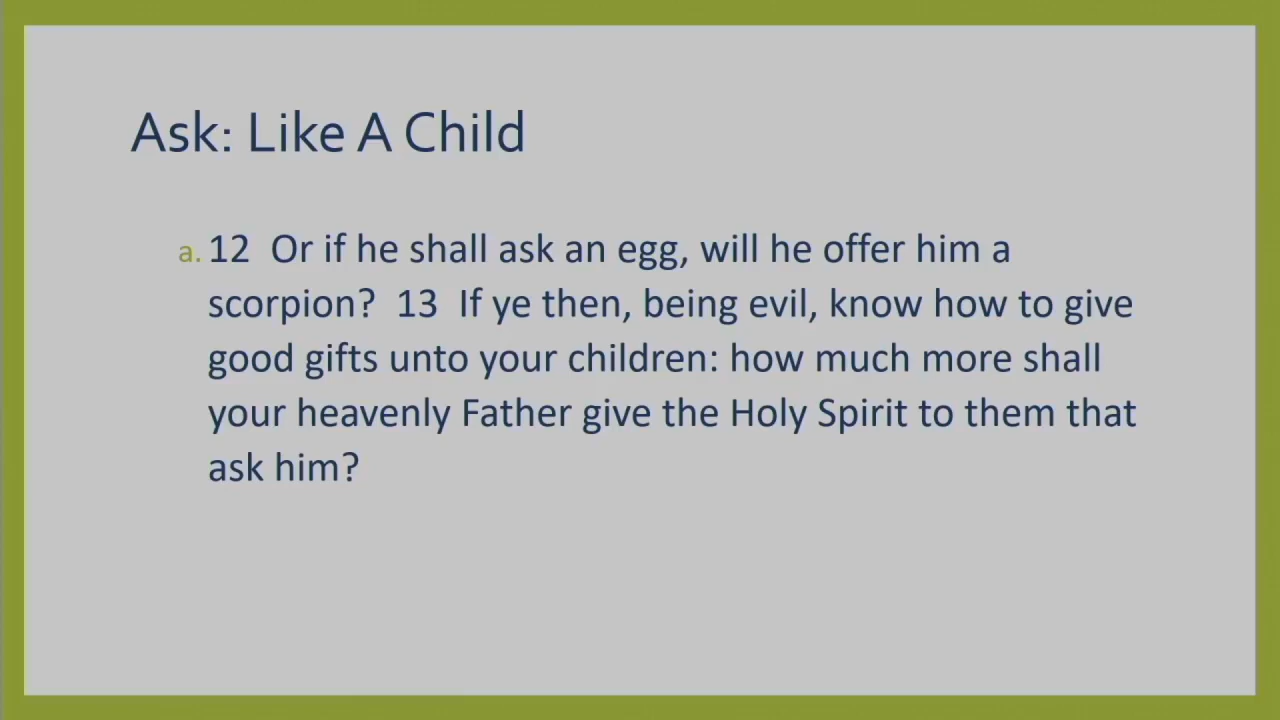 Ask: Like A Child
a. 12  Or if he shall ask an egg, will he offer him a
scorpion?  13  If ye then, being evil, know how to give
good gifts unto your children: how much more shall
your heavenly Father give the Holy Spirit to them that
ask him?